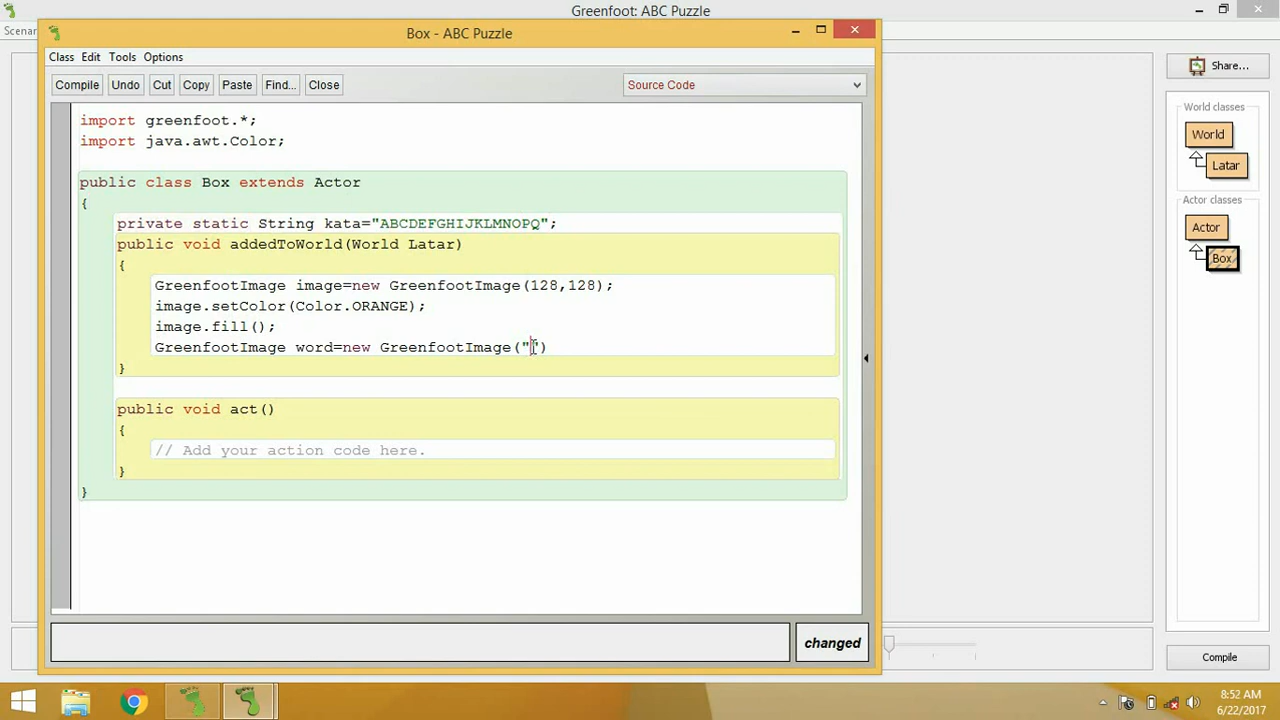 Greenfoot: ABC Puzzle
Scenar
Box - ABC Puzzle
Class Edit Tools Options
Compile Undo Cut Copy Paste Find... Close Source Code
import greenfoot.*;
import java.awt.Color;
public class Box extends Actor
{
private static String kata="ABCDEFGHIJKLMNOPQ";
public void addedToWorld(World Latar)
{
GreenfootImage image=new GreenfootImage(128,128);
image.setColor(Color.ORANGE);
image.fill();
GreenfootImage word=new GreenfootImage("")
}
public void act()
{
// Add your action code here.
}
}
changed
Share...
World classes
World
Latar
Actor classes
Actor
Box
Compile
8:52 AM
6/22/2017